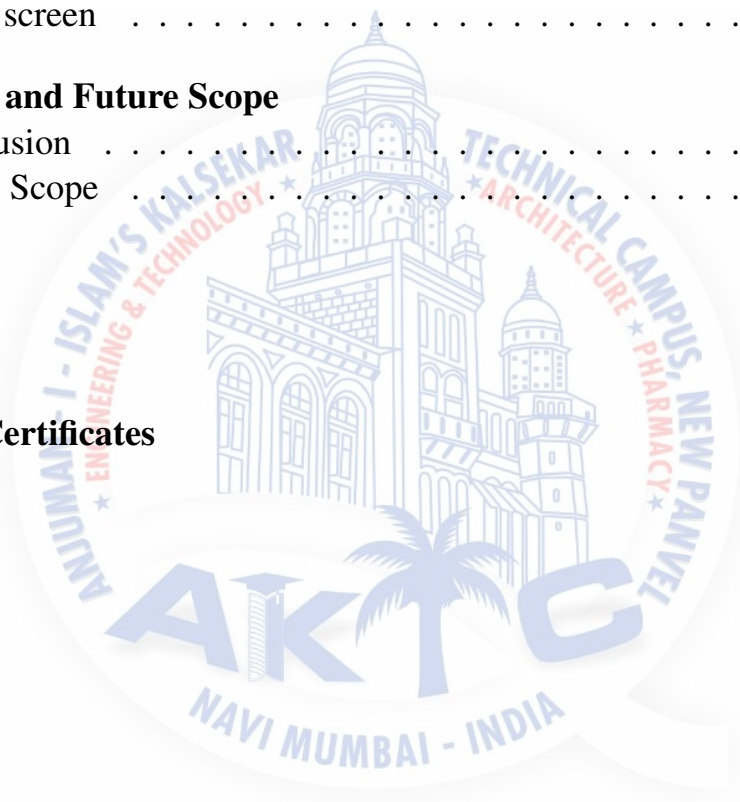 screen . . . . . . . . . . . . . . . . . . . . . . .
and Future Scope
usion . . . . . . . . . . . . . . . . . . . . . . . .
Scope . . . . . . . . . . . . . . . . . . . . . . .
Certificates
ANJUMAN - I - ISLAM'S KALSEKAR TECHNICAL CAMPUS, NEW PANVEL
★ ENGINEERING & TECHNOLOGY ★ ★ ARCHITECTURE ★ PHARMACY ★
AKTC
NAVI MUMBAI - INDIA